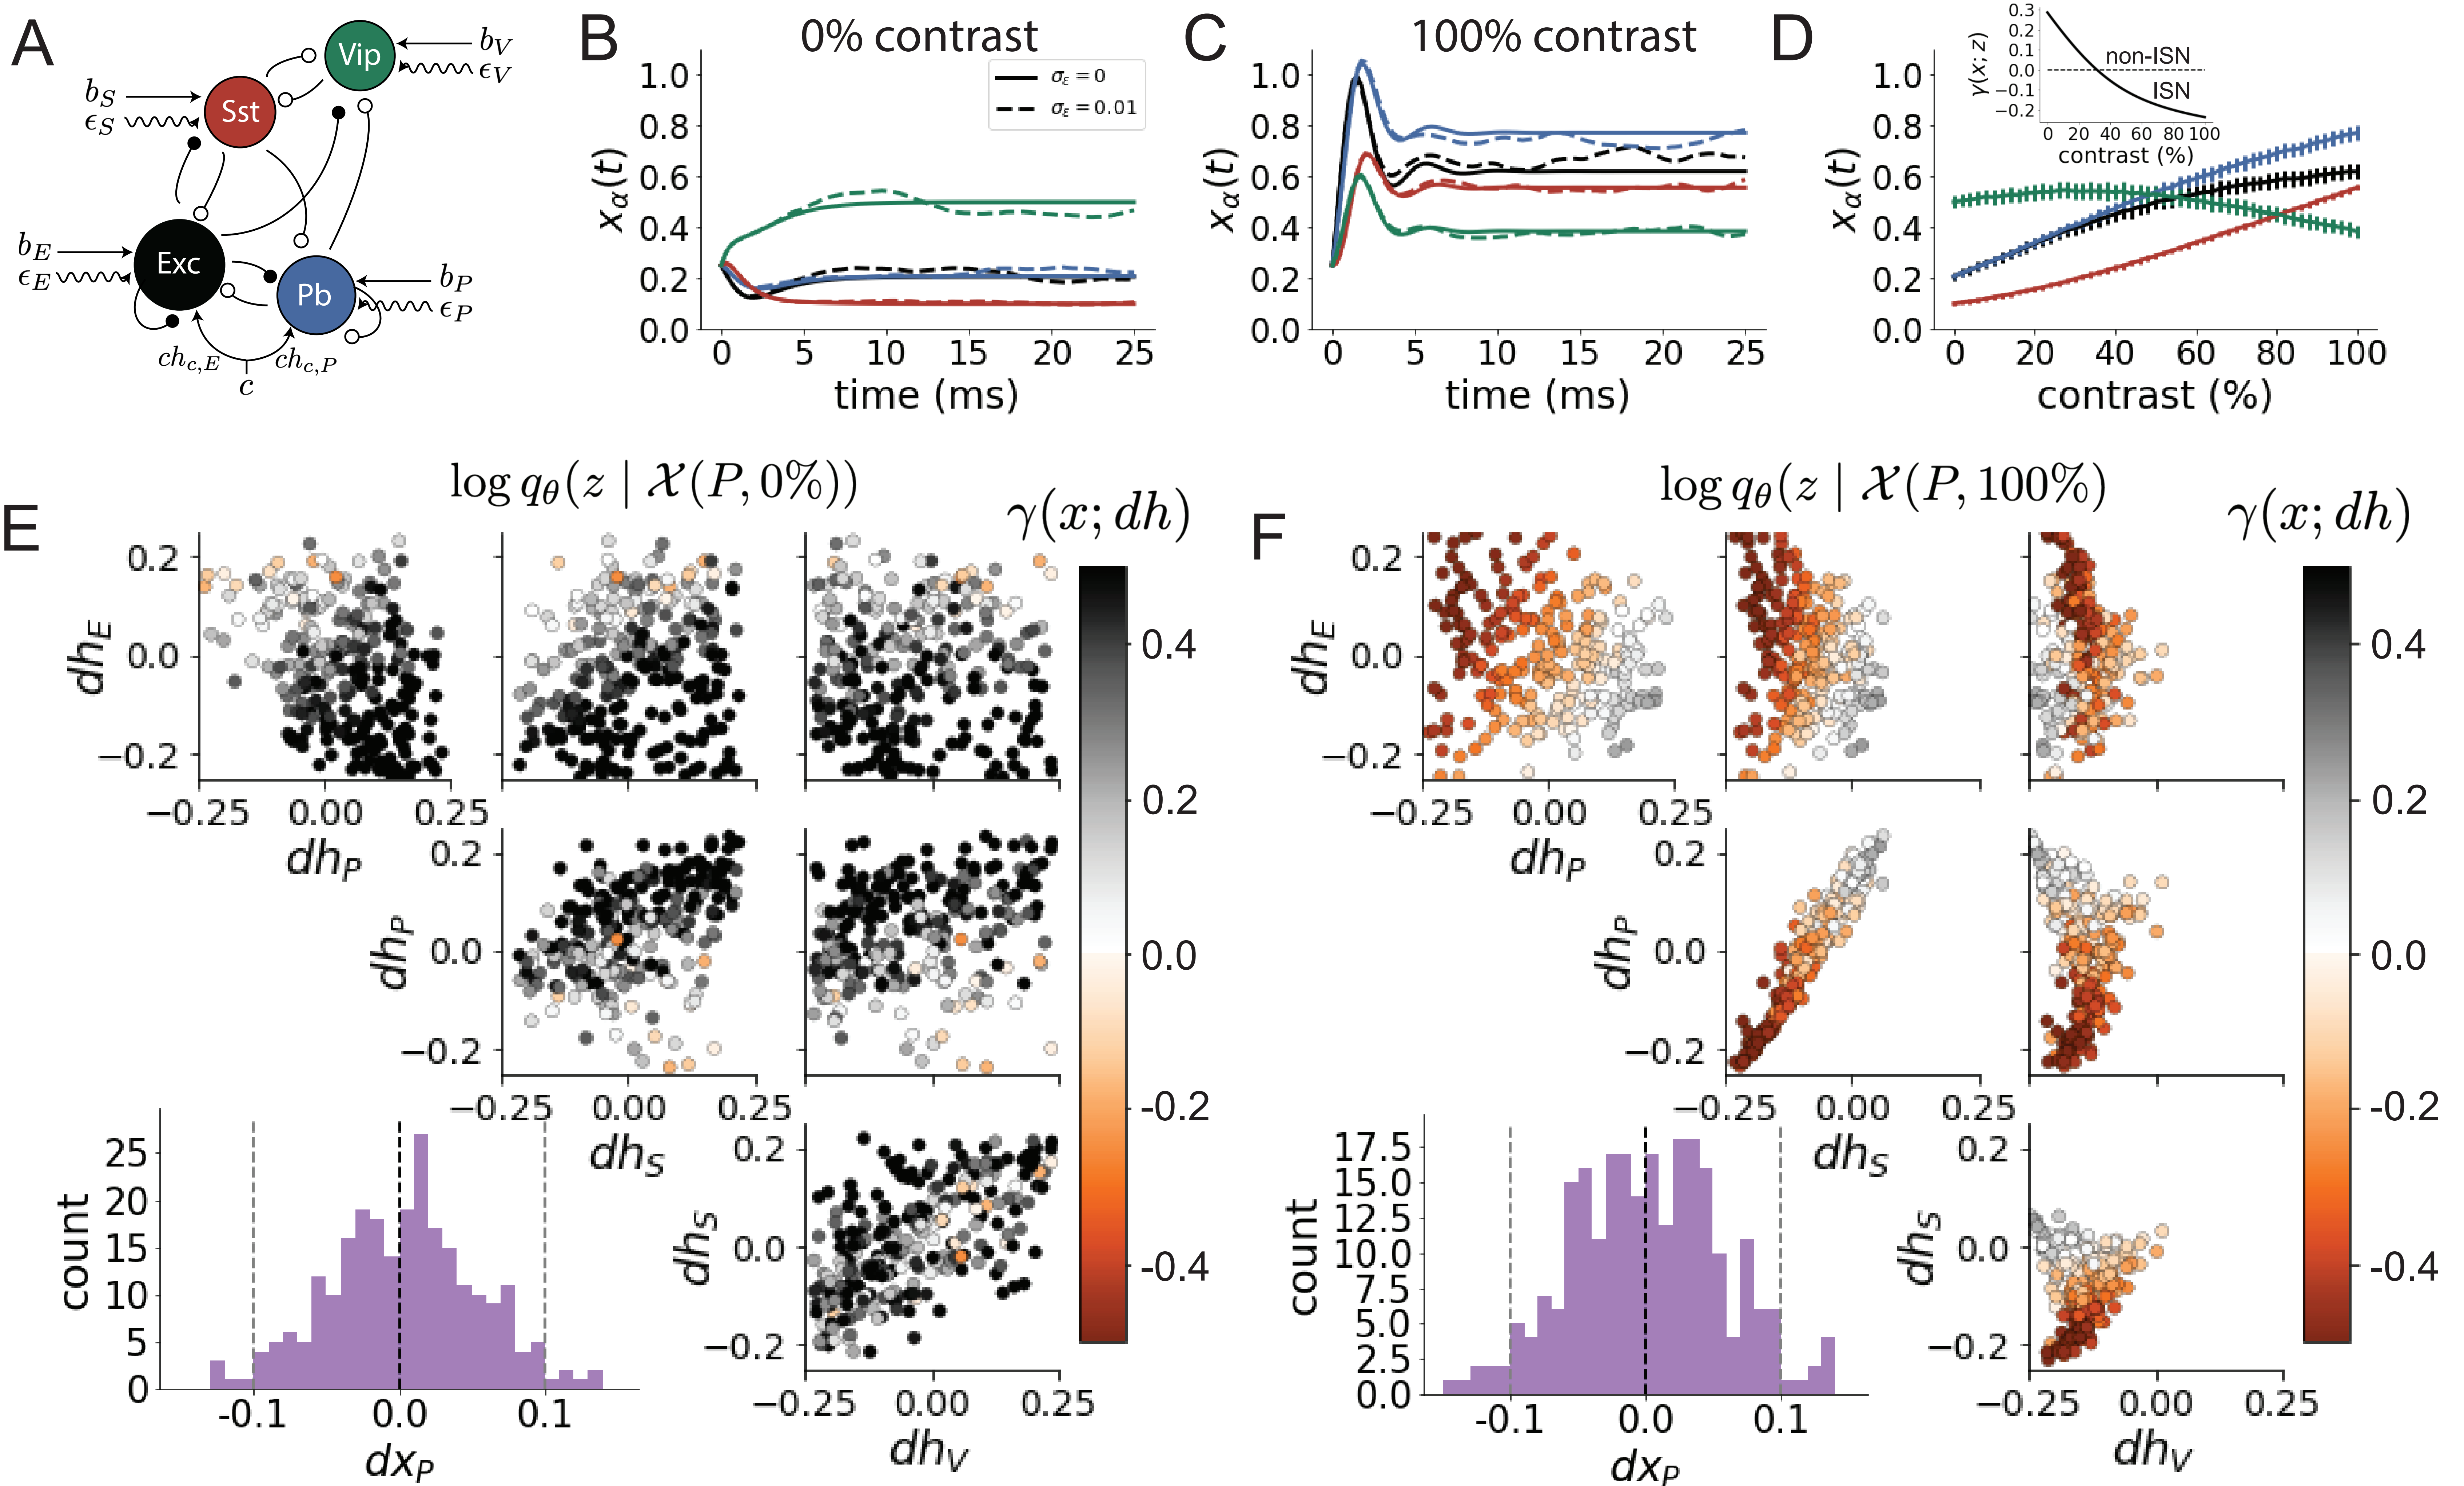 A
Vip
b_V
ϵ_V
b_S
ϵ_S
Sst
b_E
ϵ_E
Exc
Pb
b_P
ϵ_P
ch_{c,E}
ch_{c,P}
c
B
0% contrast
σ_ε = 0
σ_ε = 0.01
x_α(t)
1.0
0.8
0.6
0.4
0.2
0.0
0 5 10 15 20 25
time (ms)
C
100% contrast
x_α(t)
1.0
0.8
0.6
0.4
0.2
0.0
0 5 10 15 20 25
time (ms)
D
γ(x; z)
0.3
0.2
0.1
0.0
−0.1
−0.2
non-ISN
ISN
0 20 40 60 80 100
contrast (%)
x_α(t)
1.0
0.8
0.6
0.4
0.2
0.0
0 20 40 60 80 100
contrast (%)
E
log q_θ(z | 𝒳(P, 0%))
γ(x; dh)
dh_E
0.2
0.0
−0.2
−0.25 0.00 0.25
dh_P
dh_P
0.2
0.0
−0.2
−0.25 0.00 0.25
dh_S
dh_S
0.2
0.0
−0.2
−0.25 0.00 0.25
dh_V
0.4
0.2
0.0
-0.2
-0.4
count
25
20
15
10
5
0
-0.1 0.0 0.1
dx_P
F
log q_θ(z | 𝒳(P, 100%)
γ(x; dh)
dh_E
0.2
0.0
−0.2
−0.25 0.00 0.25
dh_P
dh_P
0.2
0.0
−0.2
−0.25 0.00 0.25
dh_S
dh_S
0.2
0.0
−0.2
−0.25 0.00 0.25
dh_V
0.4
0.2
0.0
-0.2
-0.4
count
17.5
15.0
12.5
10.0
7.5
5.0
2.5
0.0
-0.1 0.0 0.1
dx_P